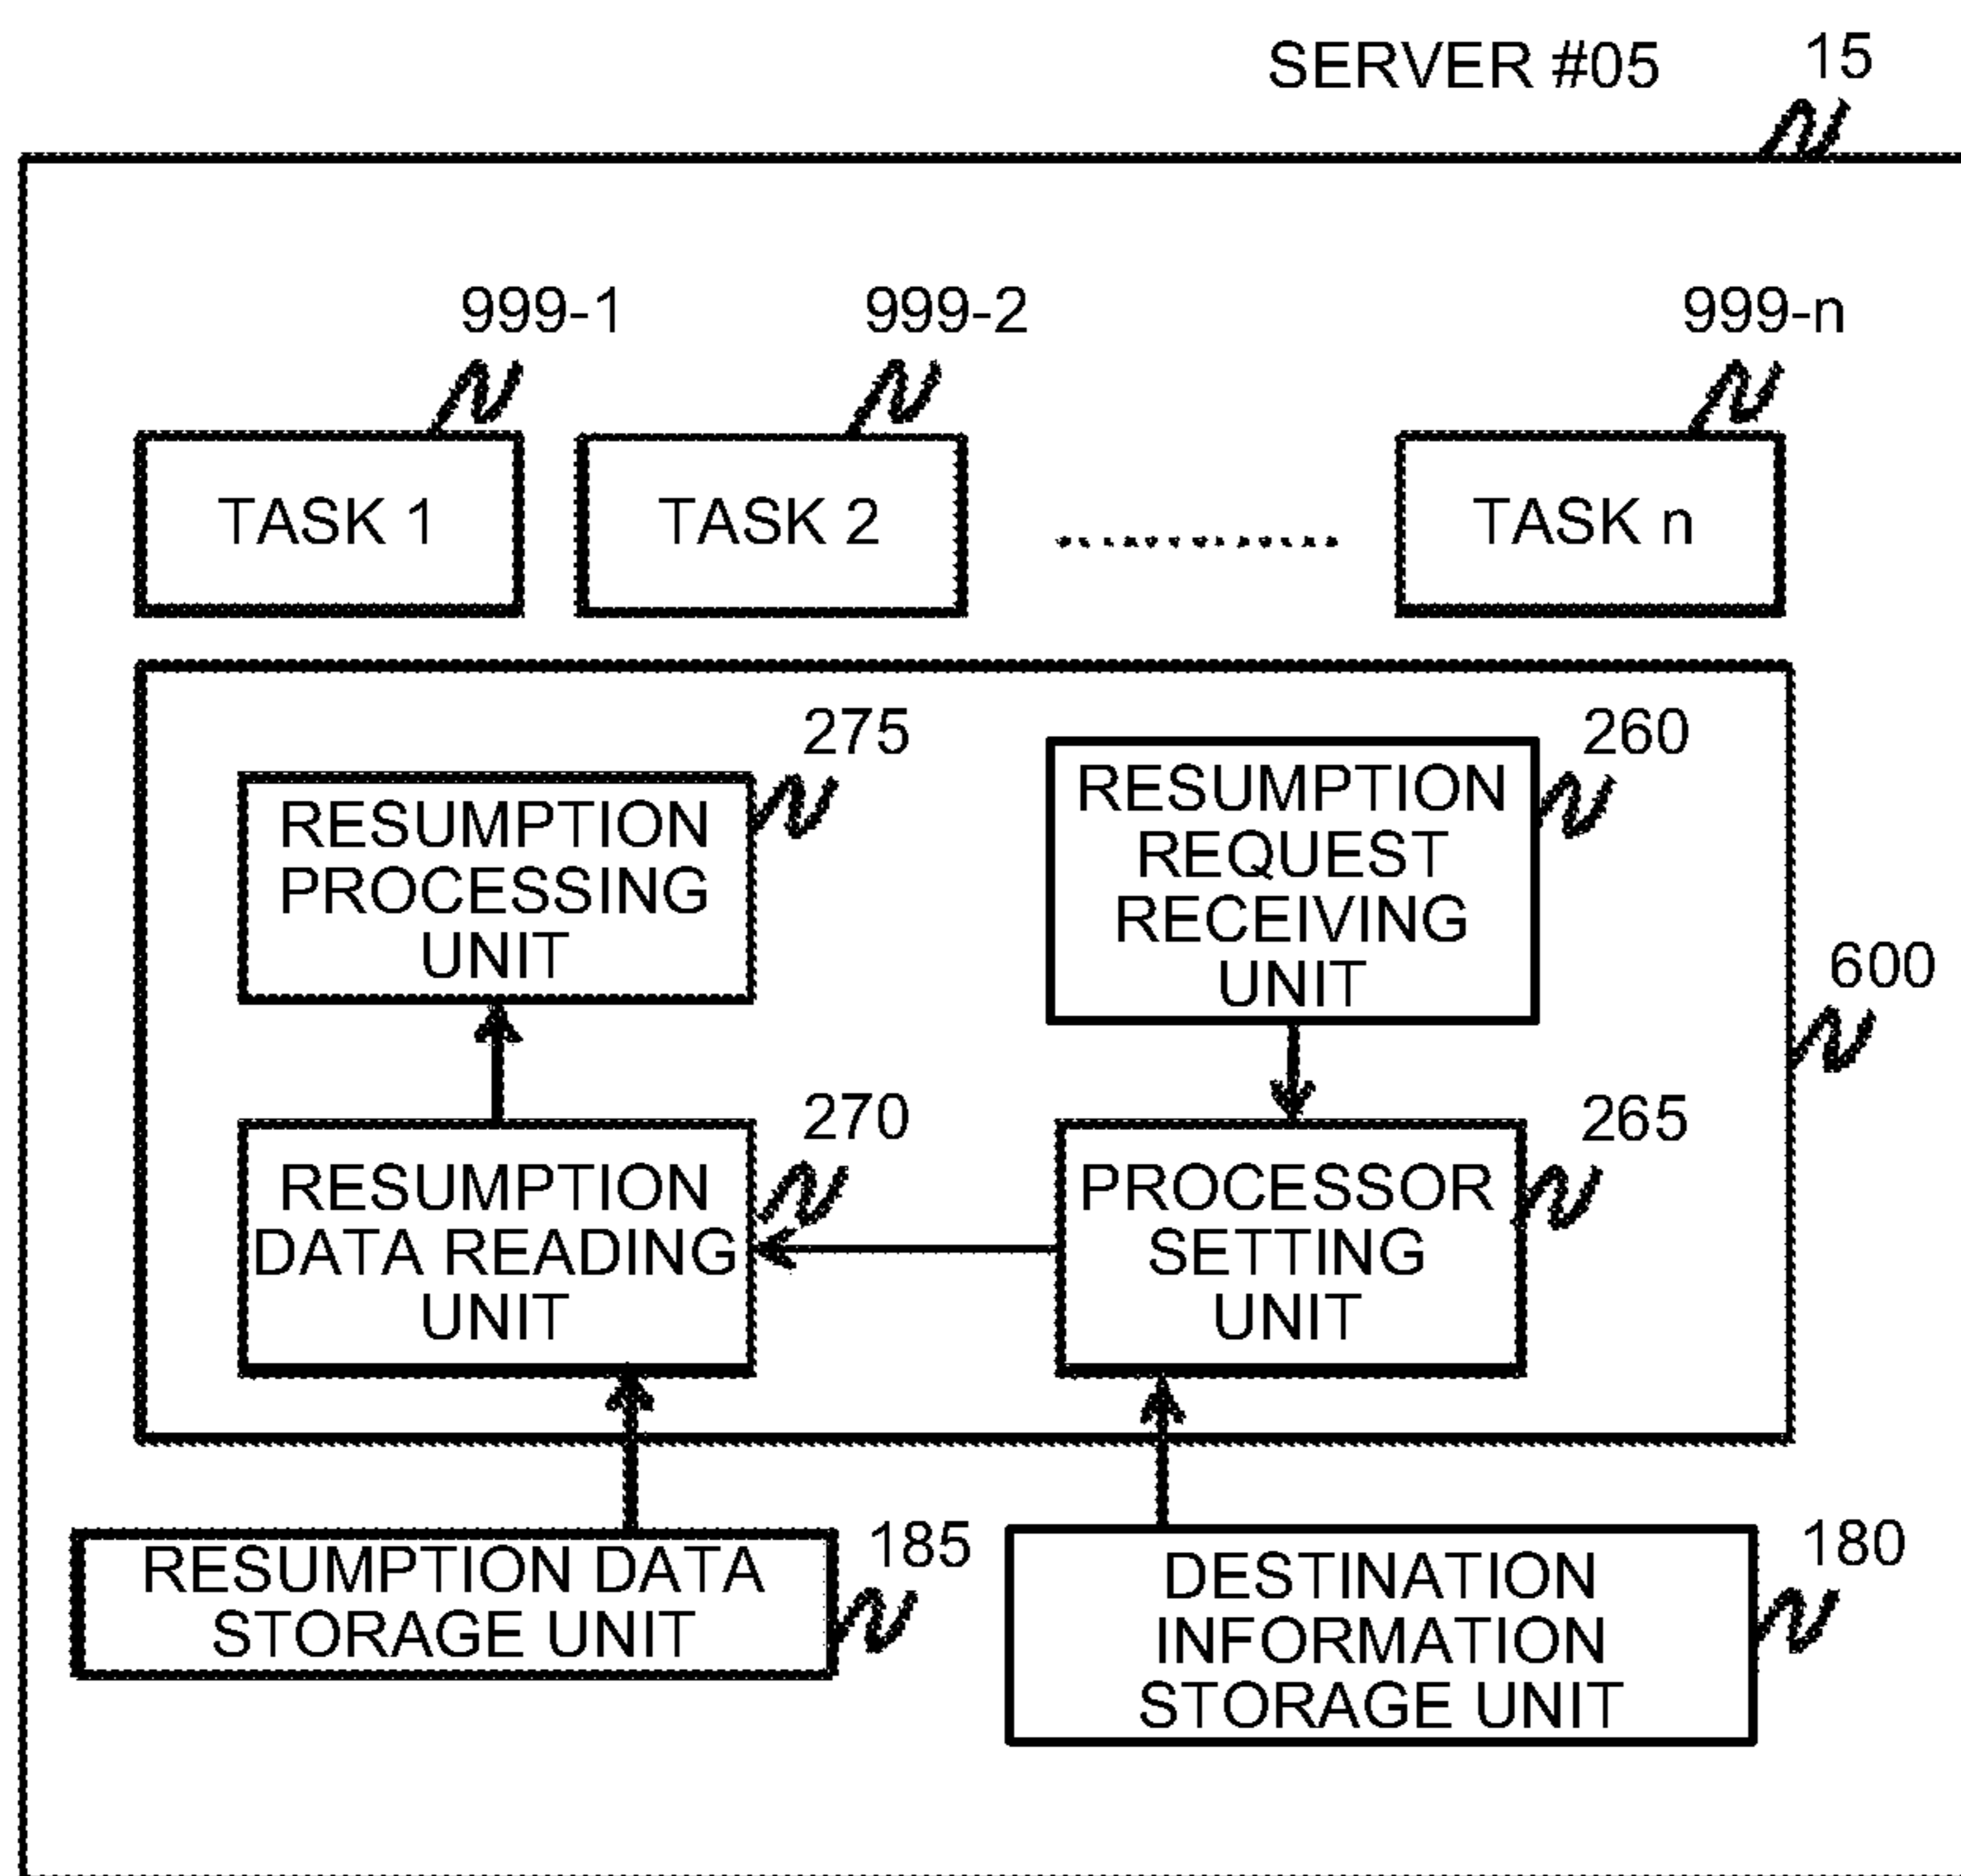 SERVER #05 15
999-1 999-2 999-n
TASK 1 TASK 2 TASK n
275 260
RESUMPTION
PROCESSING
UNIT
RESUMPTION
REQUEST
RECEIVING
UNIT
600
270 265
RESUMPTION
DATA READING
UNIT
PROCESSOR
SETTING
UNIT
185 180
RESUMPTION DATA
STORAGE UNIT
DESTINATION
INFORMATION
STORAGE UNIT